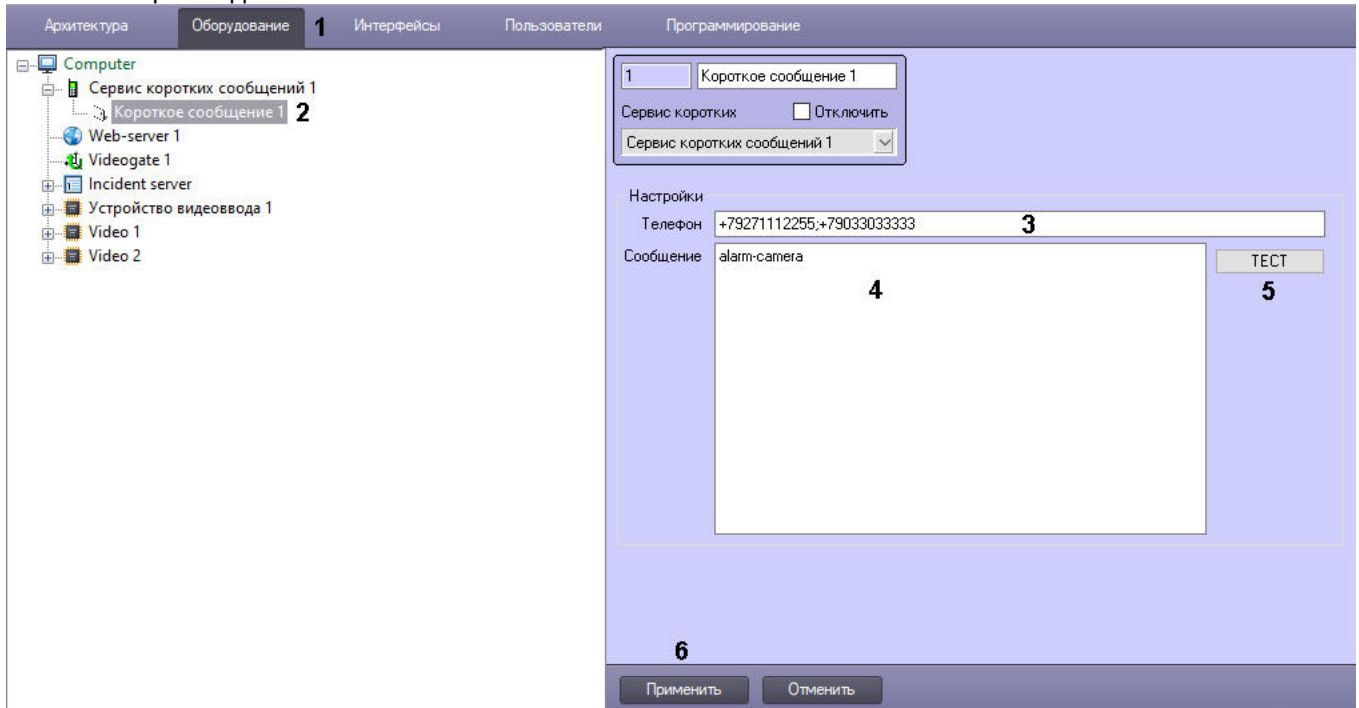 Архитектура Оборудование 1 Интерфейсы Пользователи Программирование
Computer
Сервис коротких сообщений 1
Короткое сообщение 1 2
Web-server 1
Videogate 1
Incident server
Устройство видеоввода 1
Video 1
Video 2
1 Короткое сообщение 1
Сервис коротких Отключить
Сервис коротких сообщений 1
Настройки
Телефон +79271112255;+79033033333 3
Сообщение alarm-camera ТЕСТ
4 5
6
Применить Отменить